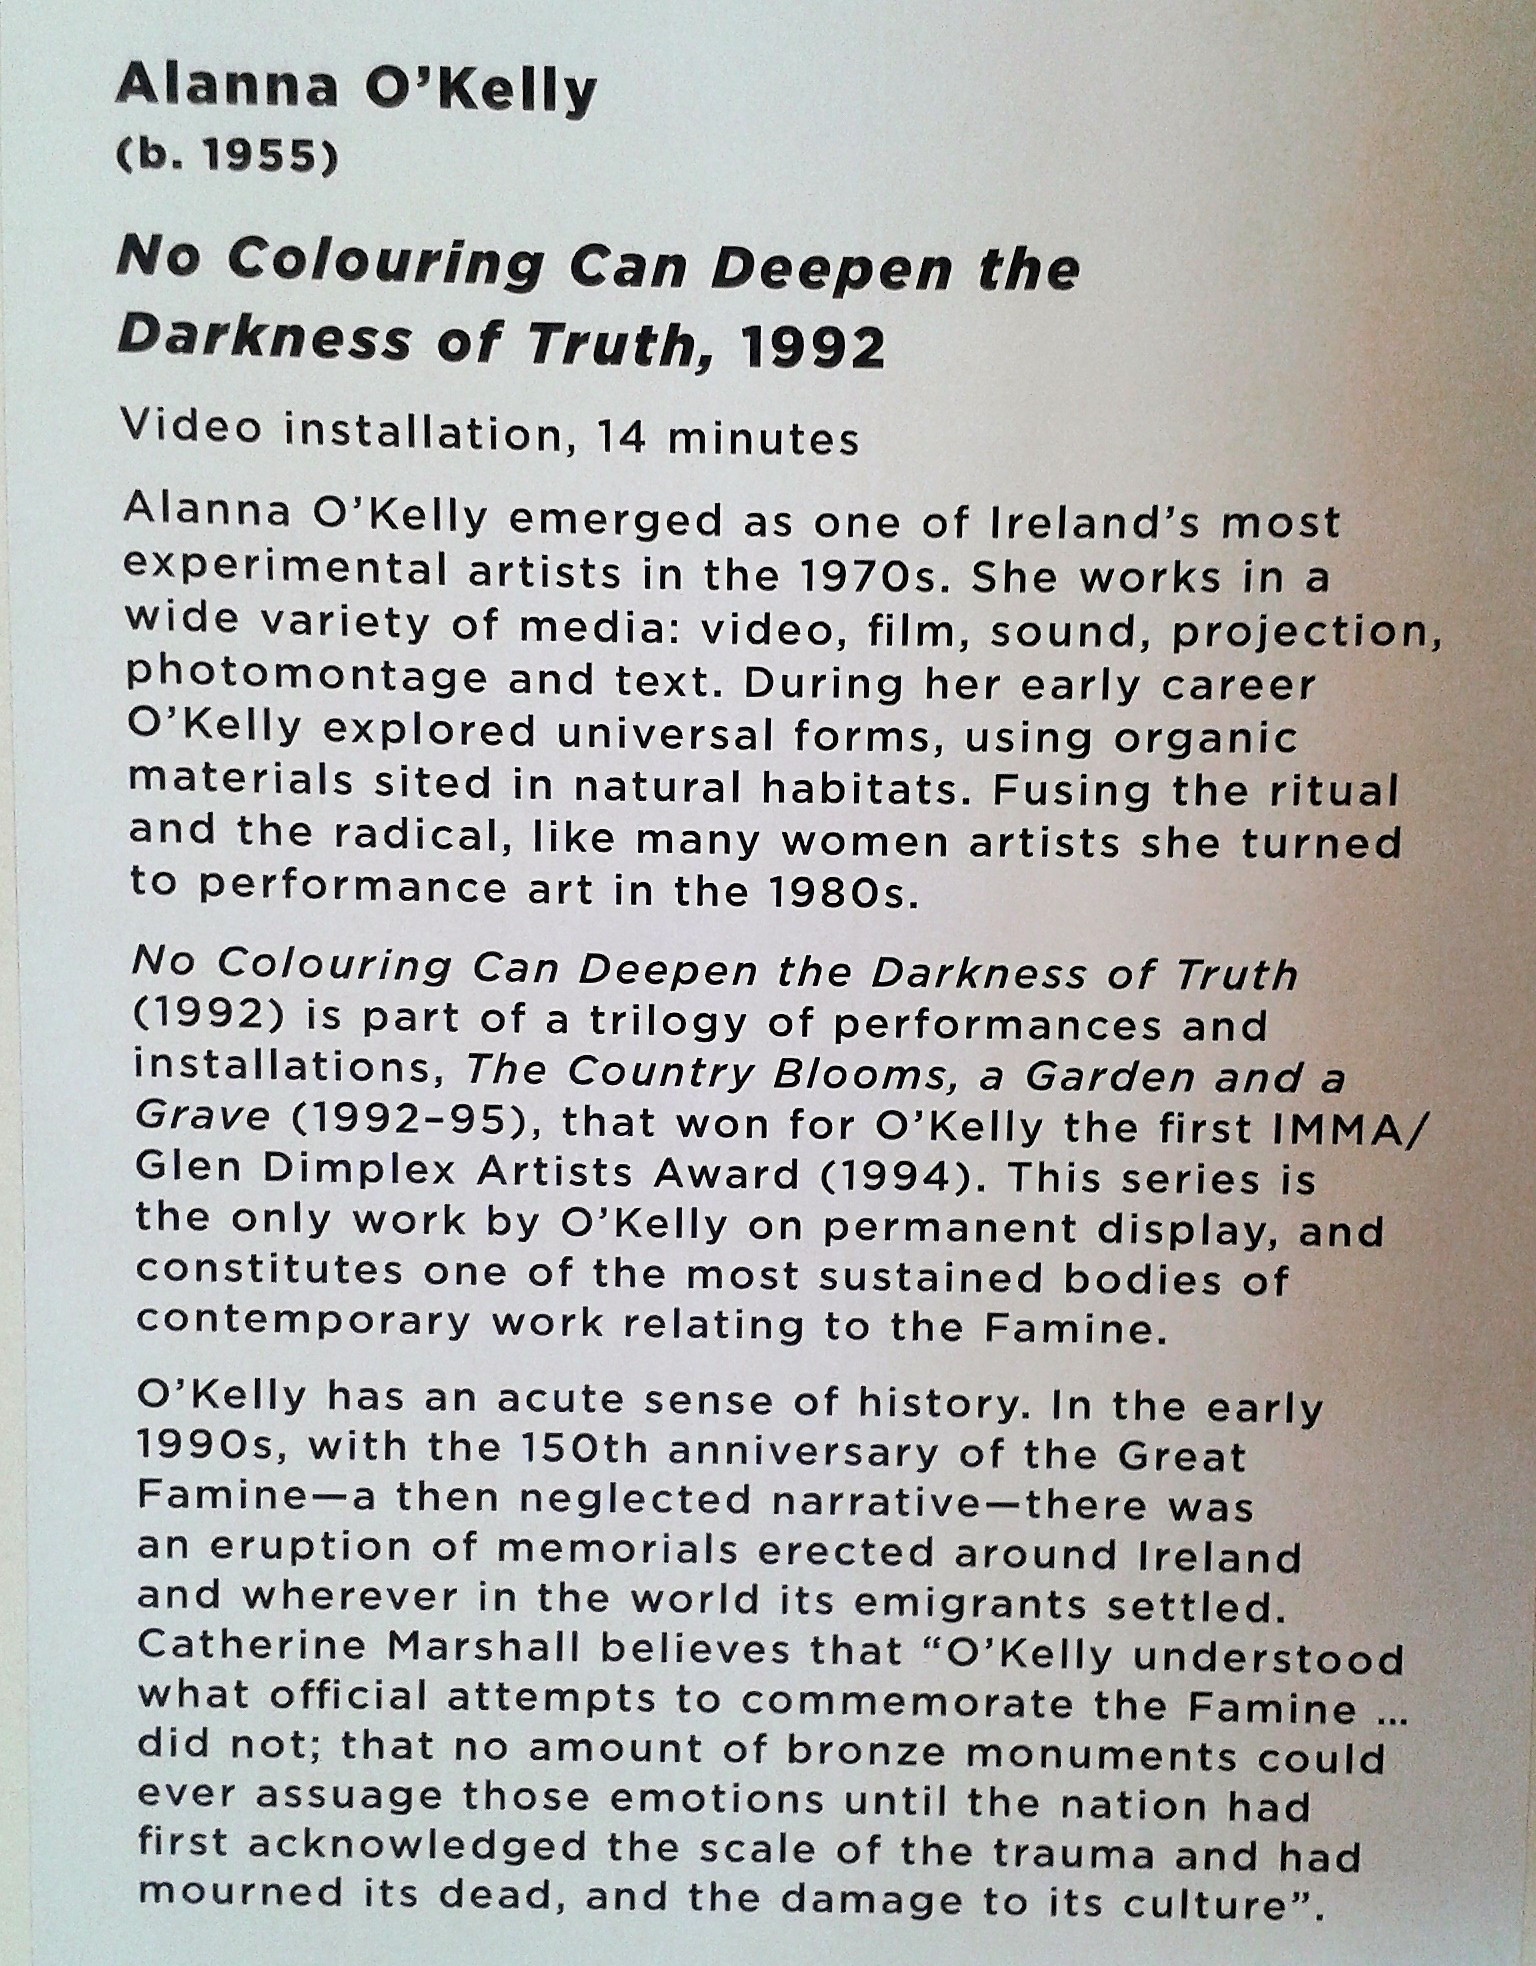 Alanna O’Kelly
(b. 1955)
No Colouring Can Deepen the
Darkness of Truth, 1992
Video installation, 14 minutes
Alanna O’Kelly emerged as one of Ireland’s most
experimental artists in the 1970s. She works in a
wide variety of media: video, film, sound, projection,
photomontage and text. During her early career
O’Kelly explored universal forms, using organic
materials sited in natural habitats. Fusing the ritual
and the radical, like many women artists she turned
to performance art in the 1980s.
No Colouring Can Deepen the Darkness of Truth
(1992) is part of a trilogy of performances and
installations, The Country Blooms, a Garden and a
Grave (1992–95), that won for O’Kelly the first IMMA/
Glen Dimplex Artists Award (1994). This series is
the only work by O’Kelly on permanent display, and
constitutes one of the most sustained bodies of
contemporary work relating to the Famine.
O’Kelly has an acute sense of history. In the early
1990s, with the 150th anniversary of the Great
Famine—a then neglected narrative—there was
an eruption of memorials erected around Ireland
and wherever in the world its emigrants settled.
Catherine Marshall believes that “O’Kelly understood
what official attempts to commemorate the Famine ...
did not; that no amount of bronze monuments could
ever assuage those emotions until the nation had
first acknowledged the scale of the trauma and had
mourned its dead, and the damage to its culture”.